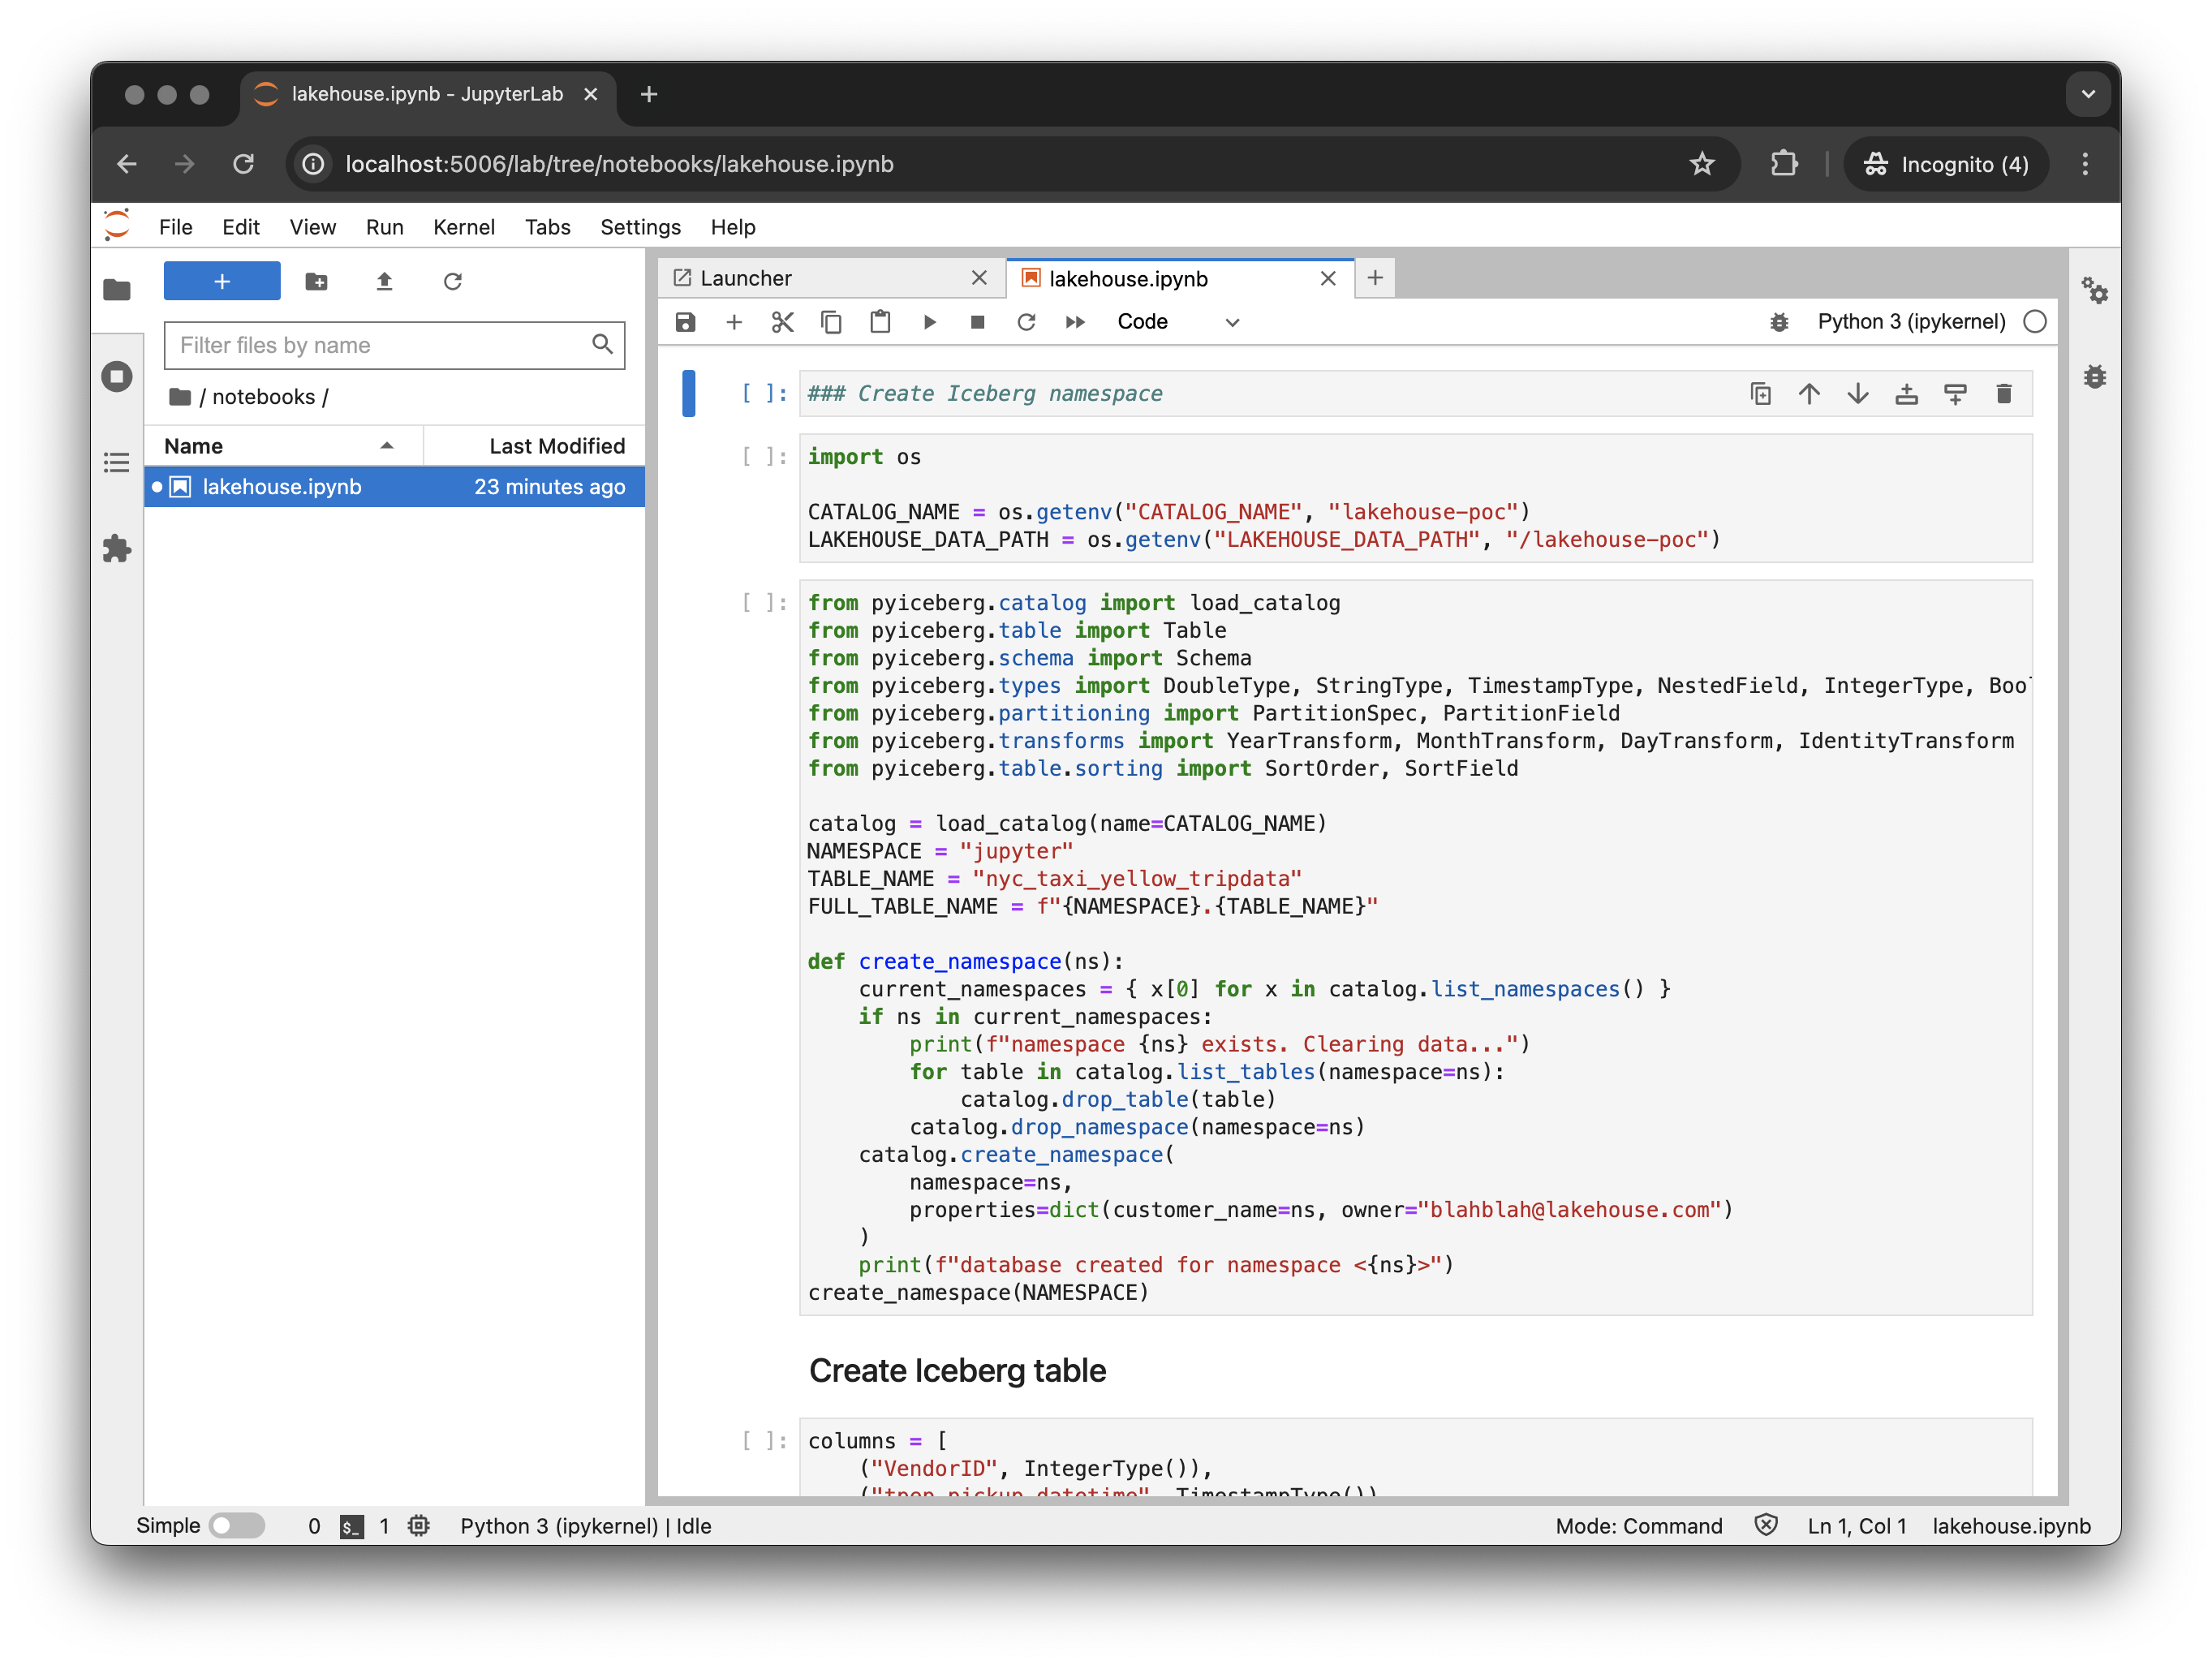 lakehouse.ipynb - JupyterLab
localhost:5006/lab/tree/notebooks/lakehouse.ipynb
Incognito (4)
File Edit View Run Kernel Tabs Settings Help
Filter files by name
/ notebooks /
Name Last Modified
lakehouse.ipynb 23 minutes ago
Launcher
lakehouse.ipynb
Code
Python 3 (ipykernel)
[ ]: ### Create Iceberg namespace
[ ]: import os
CATALOG_NAME = os.getenv("CATALOG_NAME", "lakehouse-poc")
LAKEHOUSE_DATA_PATH = os.getenv("LAKEHOUSE_DATA_PATH", "/lakehouse-poc")
[ ]: from pyiceberg.catalog import load_catalog
from pyiceberg.table import Table
from pyiceberg.schema import Schema
from pyiceberg.types import DoubleType, StringType, TimestampType, NestedField, IntegerType,
from pyiceberg.partitioning import PartitionSpec, PartitionField
from pyiceberg.transforms import YearTransform, MonthTransform, DayTransform, IdentityTransform
from pyiceberg.table.sorting import SortOrder, SortField
catalog = load_catalog(name=CATALOG_NAME)
NAMESPACE = "jupyter"
TABLE_NAME = "nyc_taxi_yellow_tripdata"
FULL_TABLE_NAME = f"{NAMESPACE}.{TABLE_NAME}"
def create_namespace(ns):
    current_namespaces = { x[0] for x in catalog.list_namespaces() }
    if ns in current_namespaces:
        print(f"namespace {ns} exists. Clearing data...")
        for table in catalog.list_tables(namespace=ns):
            catalog.drop_table(table)
        catalog.drop_namespace(namespace=ns)
    catalog.create_namespace(
        namespace=ns,
        properties=dict(customer_name=ns, owner="blahblah@lakehouse.com")
    )
    print(f"database created for namespace <{ns}>")
create_namespace(NAMESPACE)
Create Iceberg table
[ ]: columns = [
    ("VendorID", IntegerType()),
    ("tpep_pickup_datetime", TimestampType())
Simple 0 $_ 1 Python 3 (ipykernel) | Idle Mode: Command Ln 1, Col 1 lakehouse.ipynb